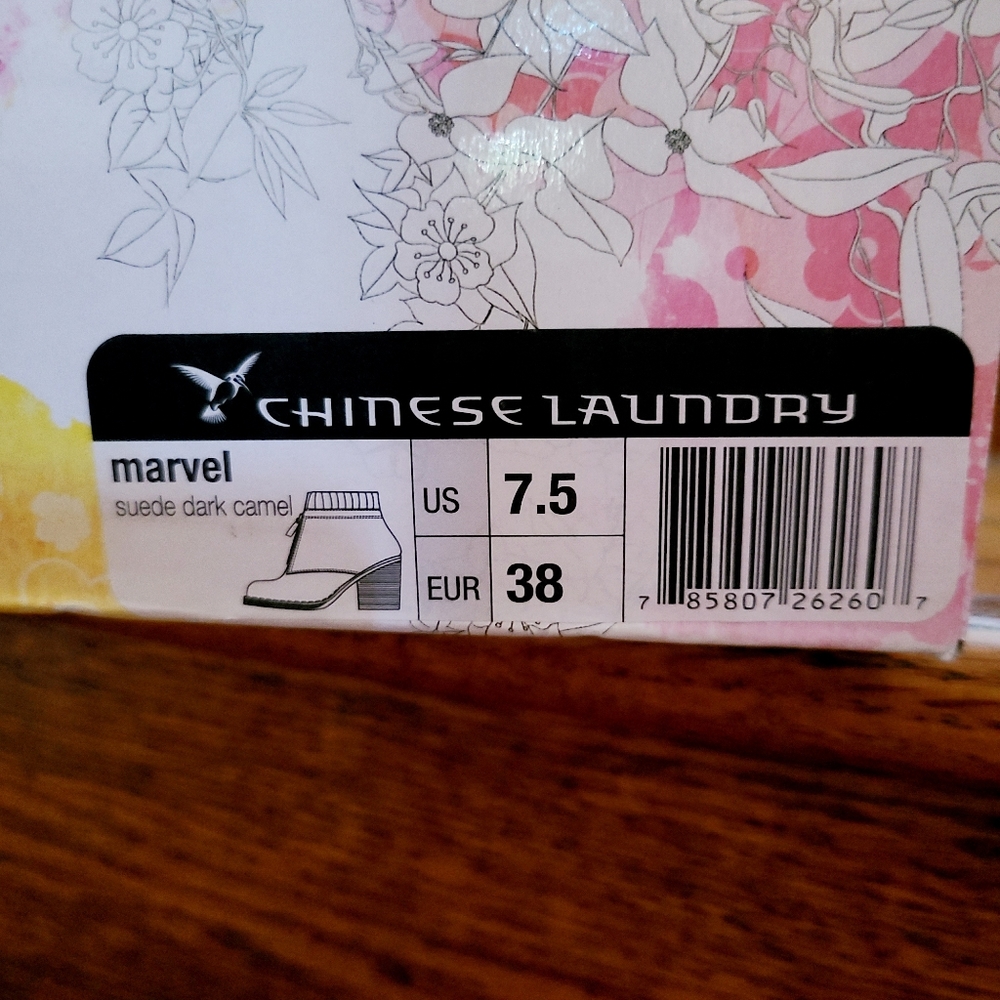 CHINESE LAUNDRY
marvel
suede dark camel
US 7.5
EUR 38
7 85807 26260 7